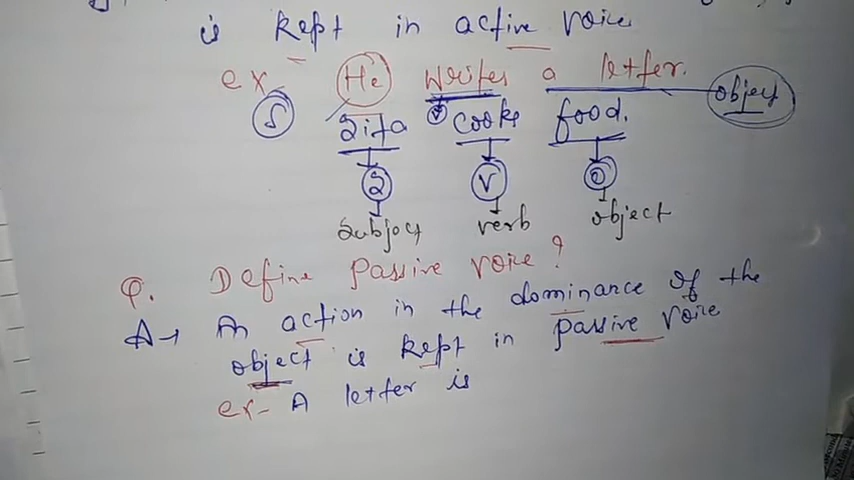 is kept in active voice
ex He writes a letter. object
S Sita V cooks food.
S V O
Subject verb object
Q. Define Passive voice?
A→ An action in the dominance of the
object is kept in passive voice
ex- A letter is